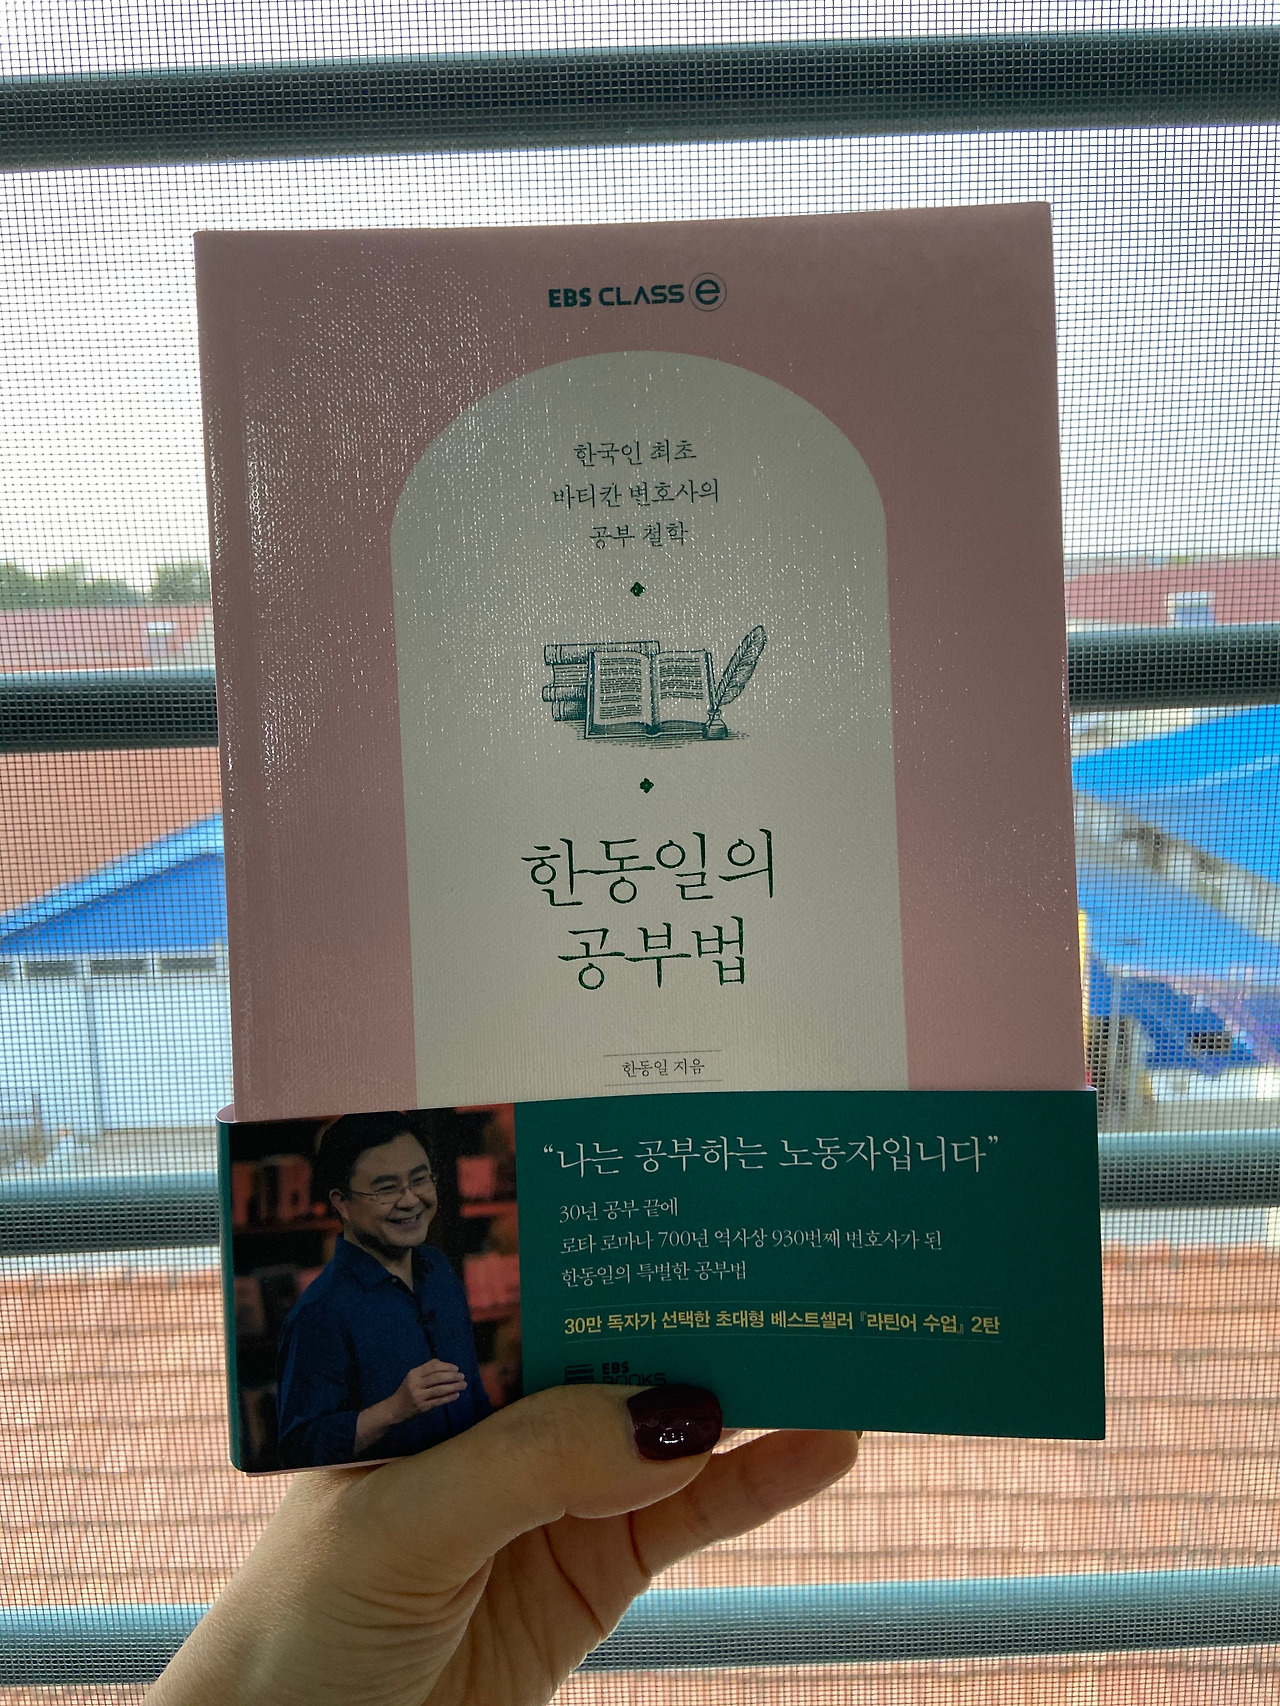 EBS CLASS e
한국인 최초
바티칸 변호사의
공부 철학
한동일의
공부법
한동일 지음
“나는 공부하는 노동자입니다”
30년 공부 끝에
로타 로마나 700년 역사상 930번째 변호사가 된
한동일의 특별한 공부법
30만 독자가 선택한 초대형 베스트셀러 『라틴어 수업』 2탄
EBS
BOOKS